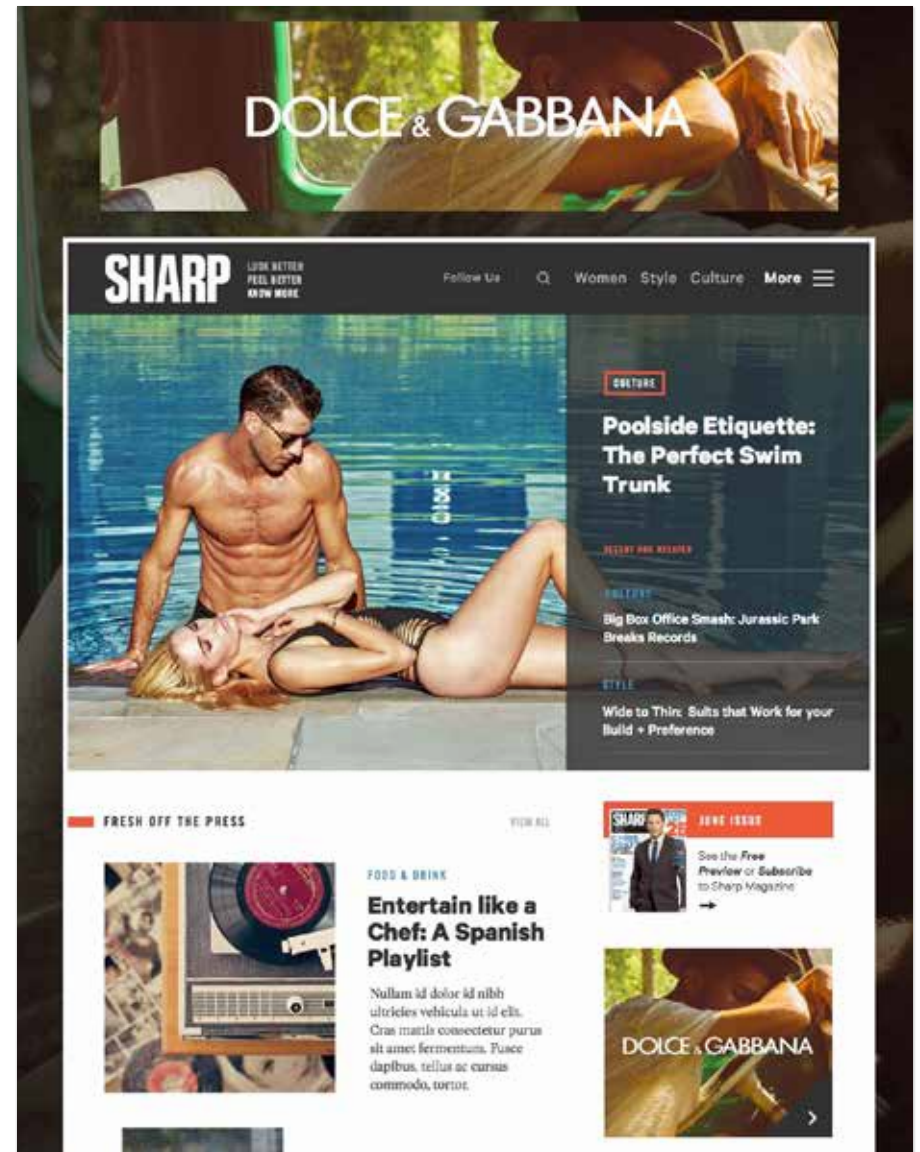 DOLCE & GABBANA
SHARP
LOOK BETTER
FEEL BETTER
KNOW MORE
Follow Us
Women Style Culture More
CULTURE
Poolside Etiquette:
The Perfect Swim
Trunk
CULTURE
Big Box Office Smash: Jurassic Park
Breaks Records
STYLE
Wide to Thin: Suits that Work for your
Build + Preference
FRESH OFF THE PRESS
VIEW ALL
FOOD & DRINK
Entertain like a
Chef: A Spanish
Playlist
Nullam id dolor id nibh
ultricies vehicula ut id elit.
Cras mattis consectetur purus
sit amet fermentum. Fusce
dapibus, tellus ac cursus
commodo, tortor.
SHARP
JUNE ISSUE
See the Free
Preview or Subscribe
to Sharp Magazine
DOLCE & GABBANA